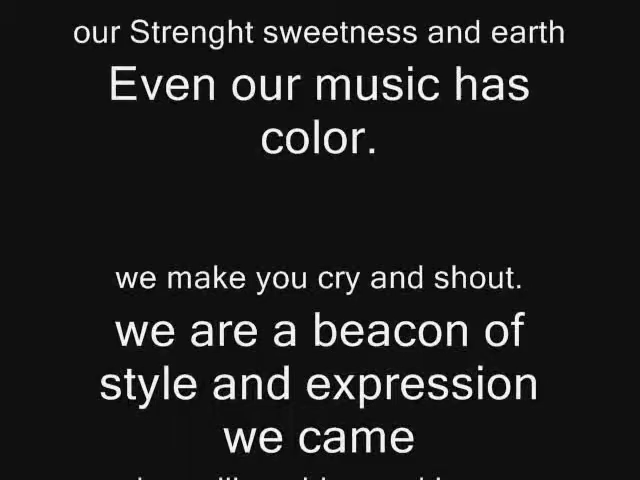 our Strenght sweetness and earth
Even our music has
color.
we make you cry and shout.
we are a beacon of
style and expression
we came